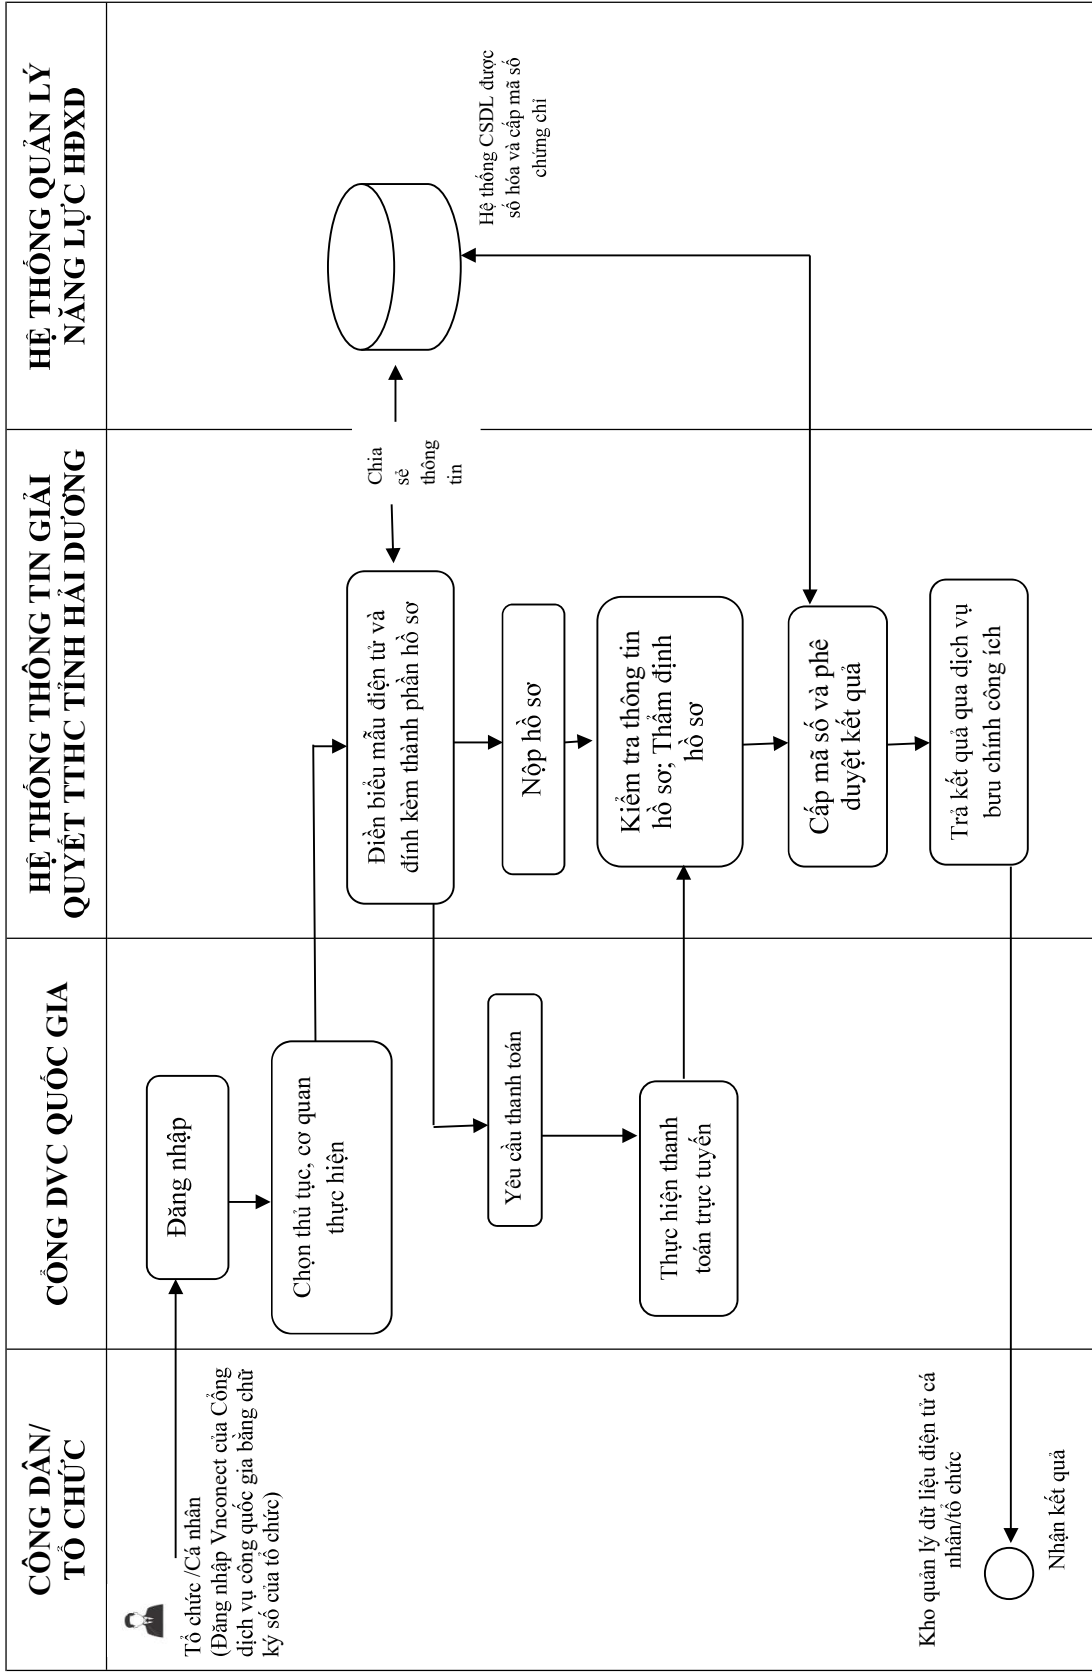 CÔNG DÂN/
TỔ CHỨC
CỔNG DVC QUỐC GIA
HỆ THỐNG THÔNG TIN GIẢI
QUYẾT TTHC TỈNH HẢI DƯƠNG
HỆ THỐNG QUẢN LÝ
NĂNG LỰC HĐXD
Tổ chức /Cá nhân
(Đăng nhập Vnconect của Cổng
dịch vụ công quốc gia bằng chữ
ký số của tổ chức)
Đăng nhập
Chọn thủ tục, cơ quan
thực hiện
Điền biểu mẫu điện tử và
đính kèm thành phần hồ sơ
Chia
sẻ
thông
tin
Hệ thống CSDL được
số hóa và cấp mã số
chứng chỉ
Yêu cầu thanh toán
Nộp hồ sơ
Thực hiện thanh
toán trực tuyến
Kiểm tra thông tin
hồ sơ; Thẩm định
hồ sơ
Cấp mã số và phê
duyệt kết quả
Trả kết quả qua dịch vụ
bưu chính công ích
Kho quản lý dữ liệu điện tử cá
nhân/tổ chức
Nhận kết quả